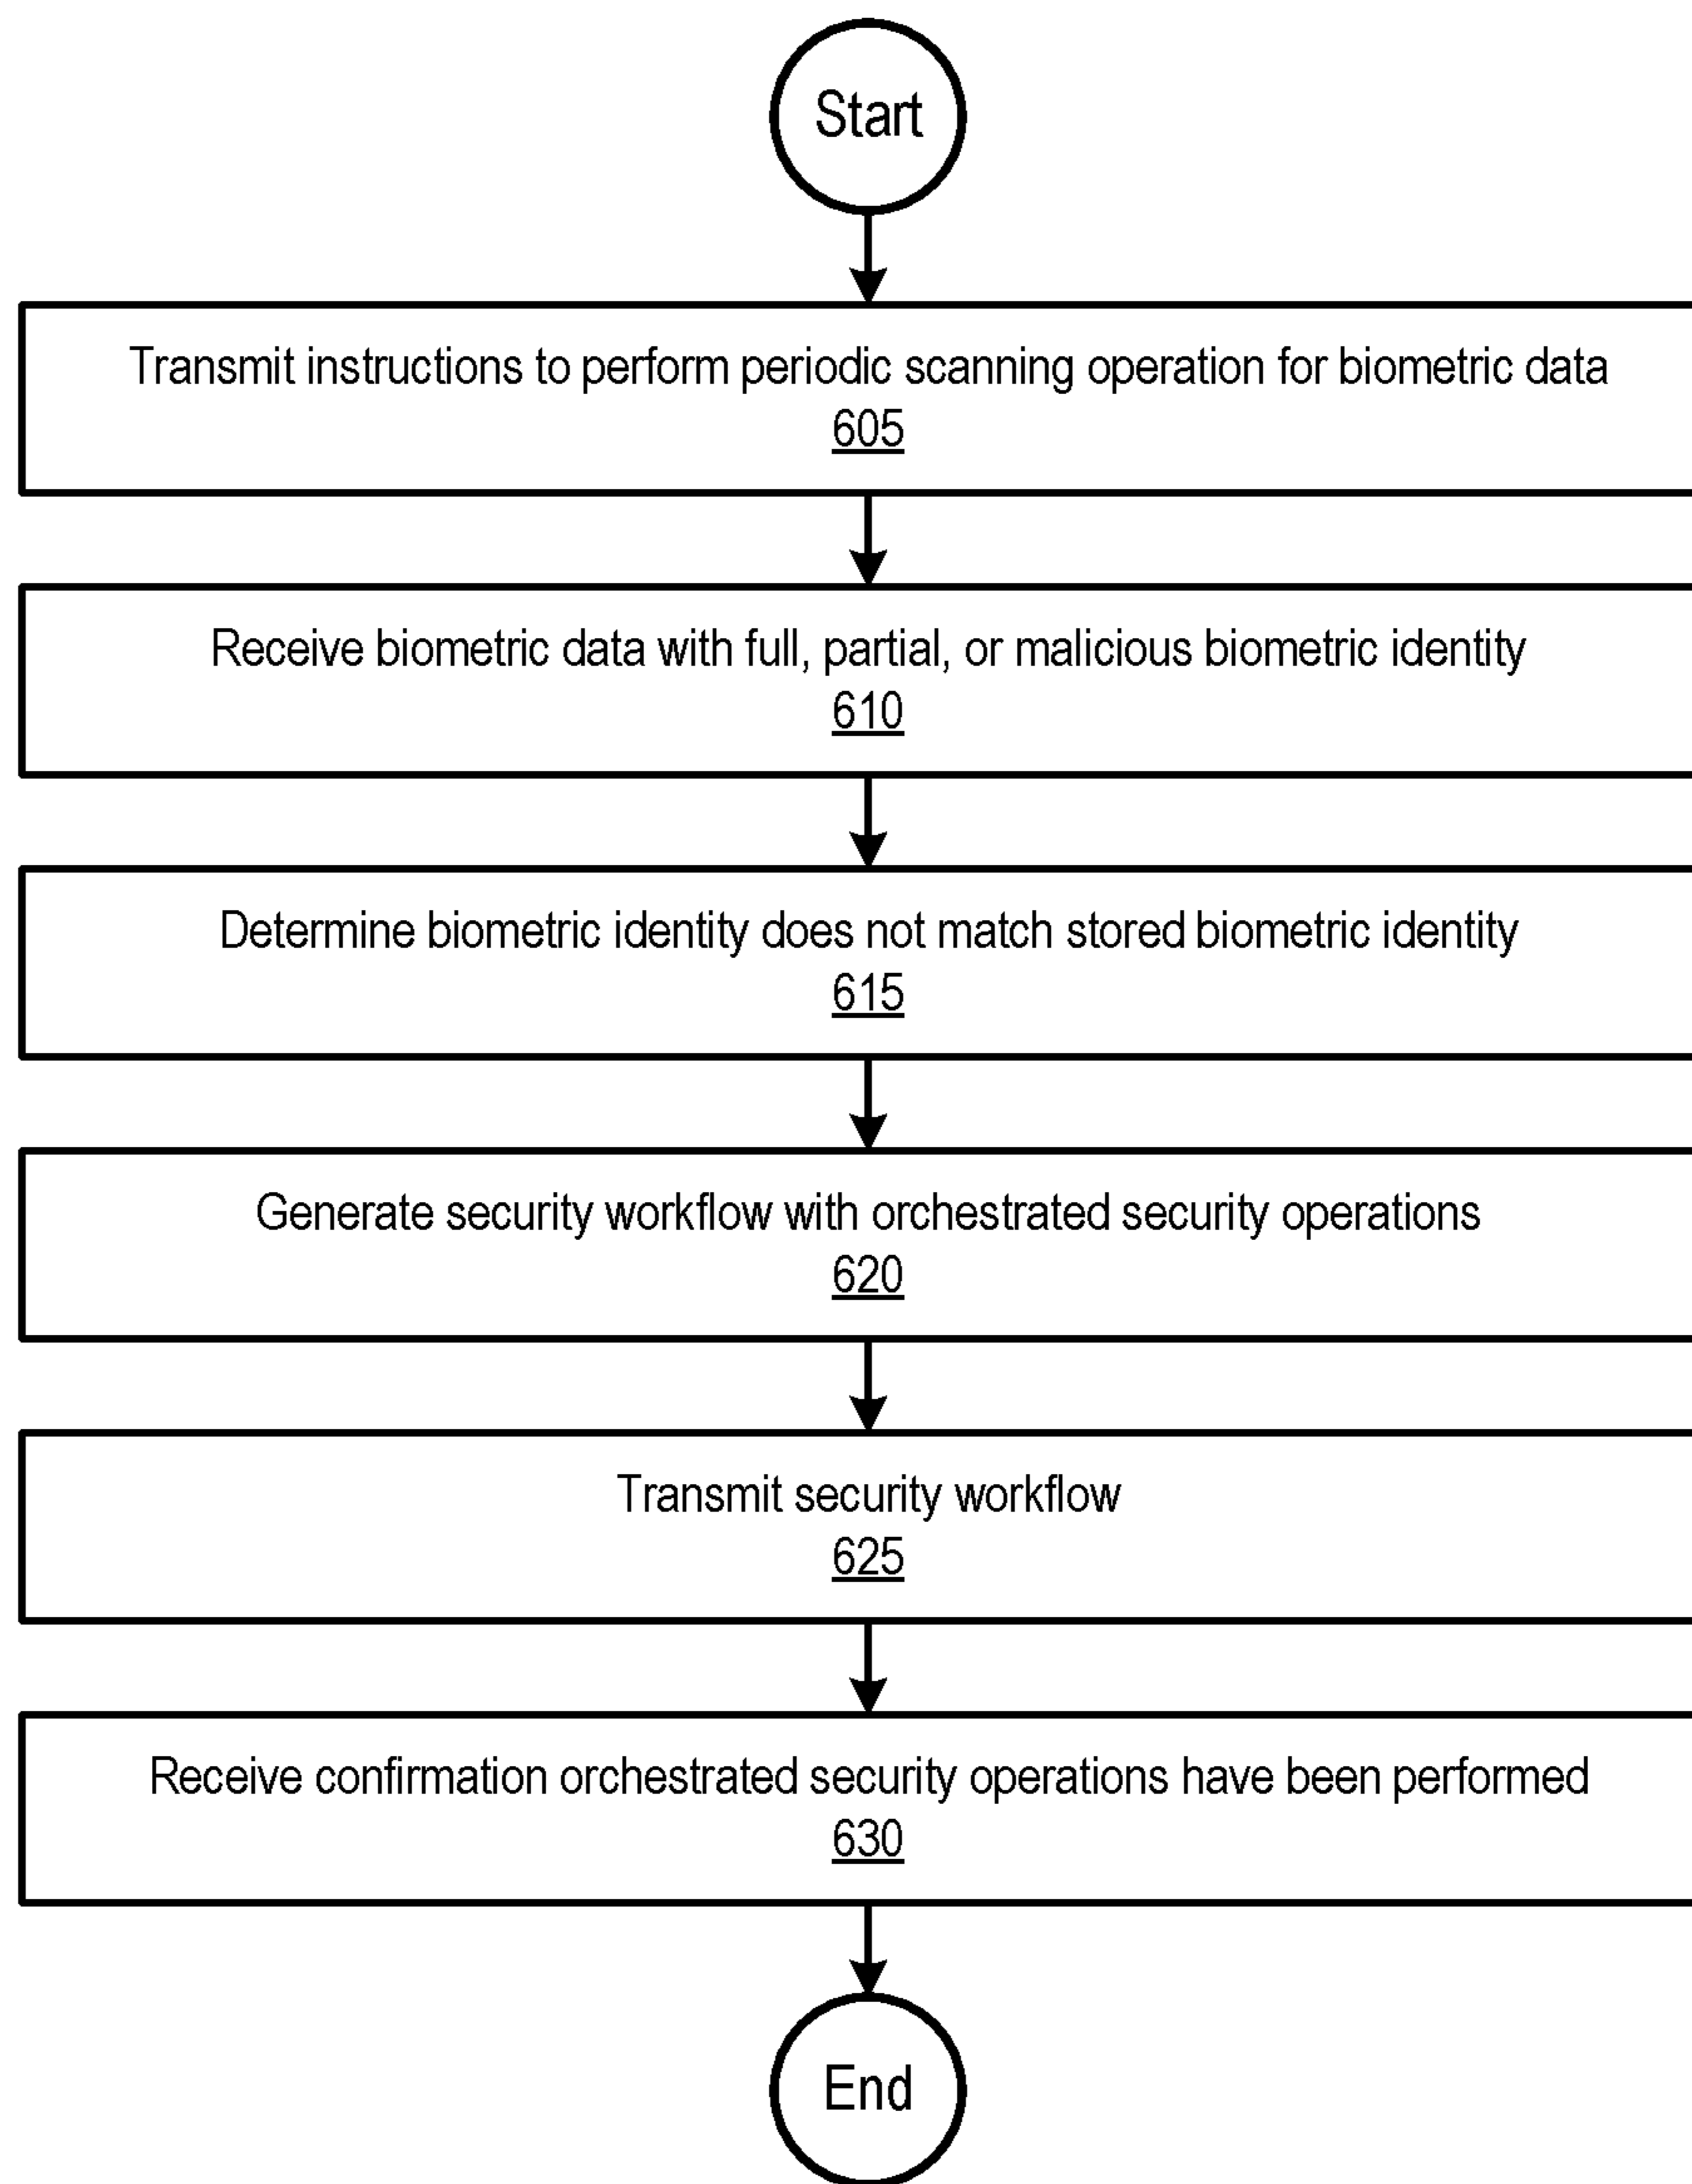 Start
Transmit instructions to perform periodic scanning operation for biometric data
605
Receive biometric data with full, partial, or malicious biometric identity
610
Determine biometric identity does not match stored biometric identity
615
Generate security workflow with orchestrated security operations
620
Transmit security workflow
625
Receive confirmation orchestrated security operations have been performed
630
End